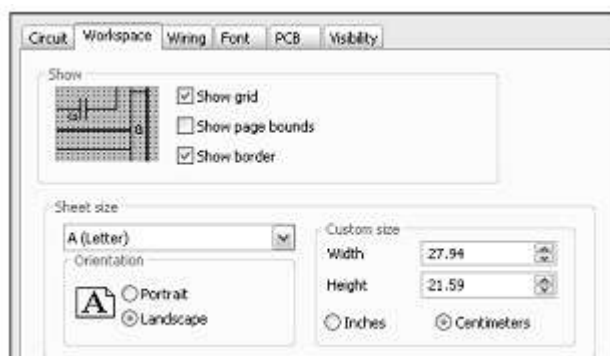 Circuit Workspace Wiring Font PCB Visibility
Show
Show grid
Show page bounds
Show border
Sheet size
A (Letter)
Orientation
A
Portrait
Landscape
Custom size
Width 27.94
Height 21.59
Inches Centimeters